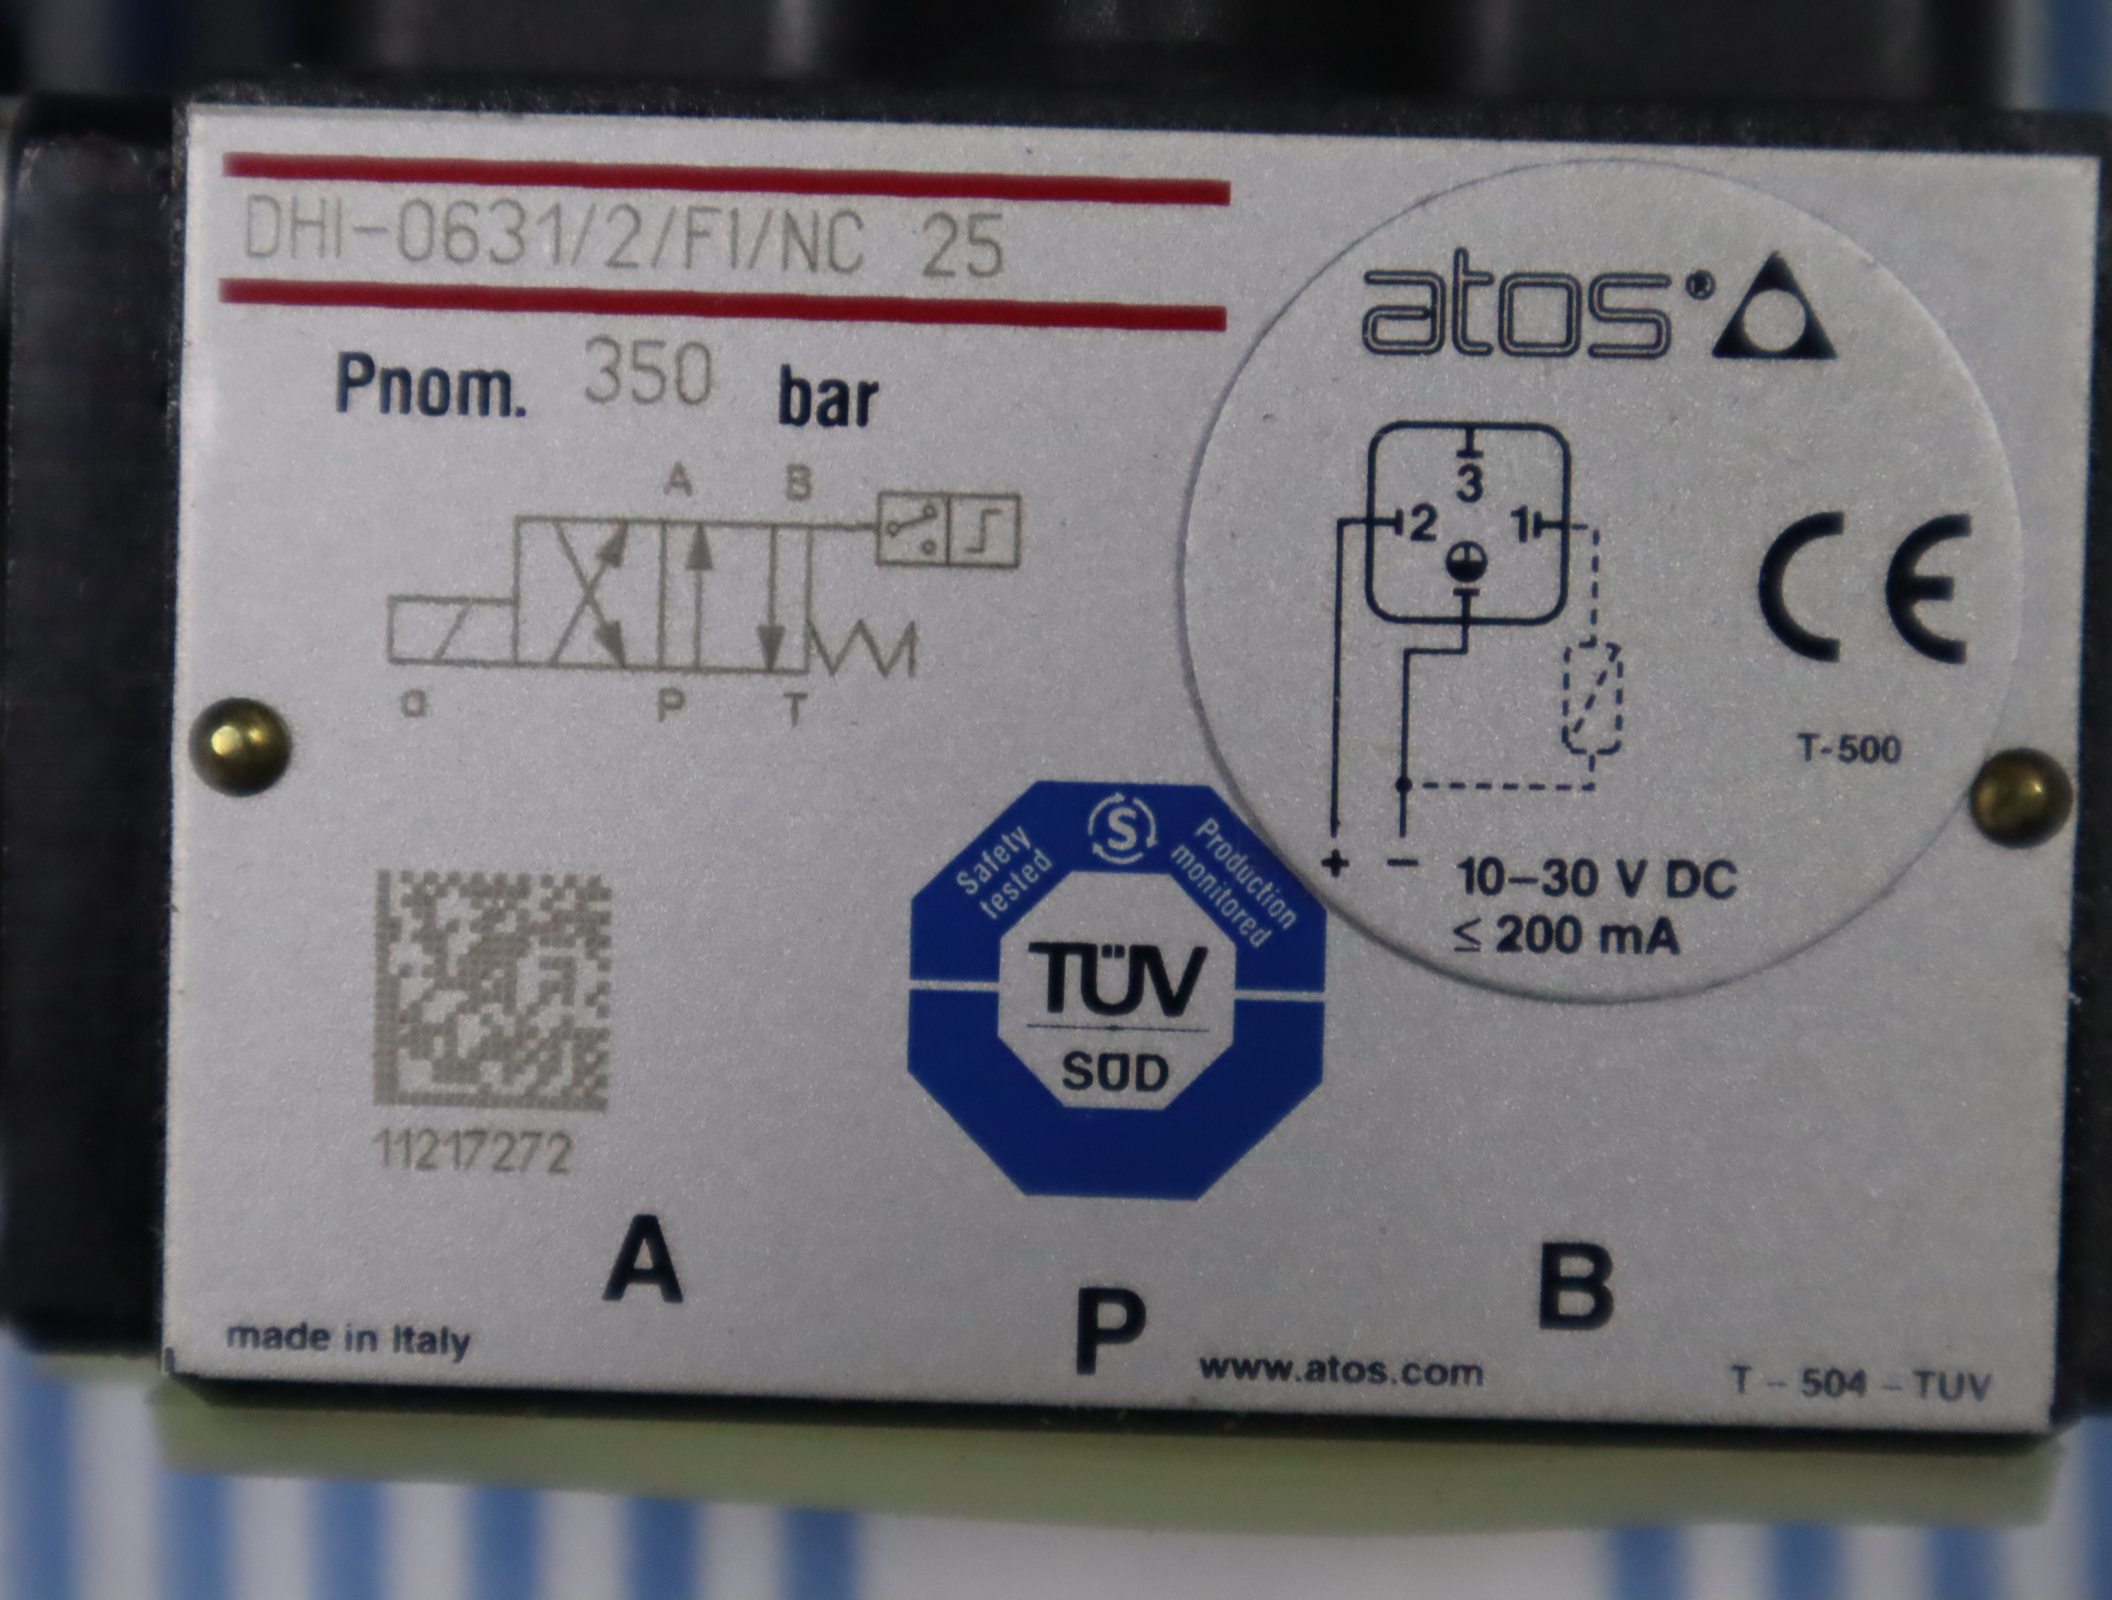 DHI-0631/2/FI/NC 25
atos®
Pnom. 350 bar
A B
3
2 1
a P T
CE
T-500
+ - 10-30 V DC
≤ 200 mA
Safety tested
S
Production monitored
TÜV
SÜD
11217272
A
P
B
made in Italy
www.atos.com
T - 504 - TUV